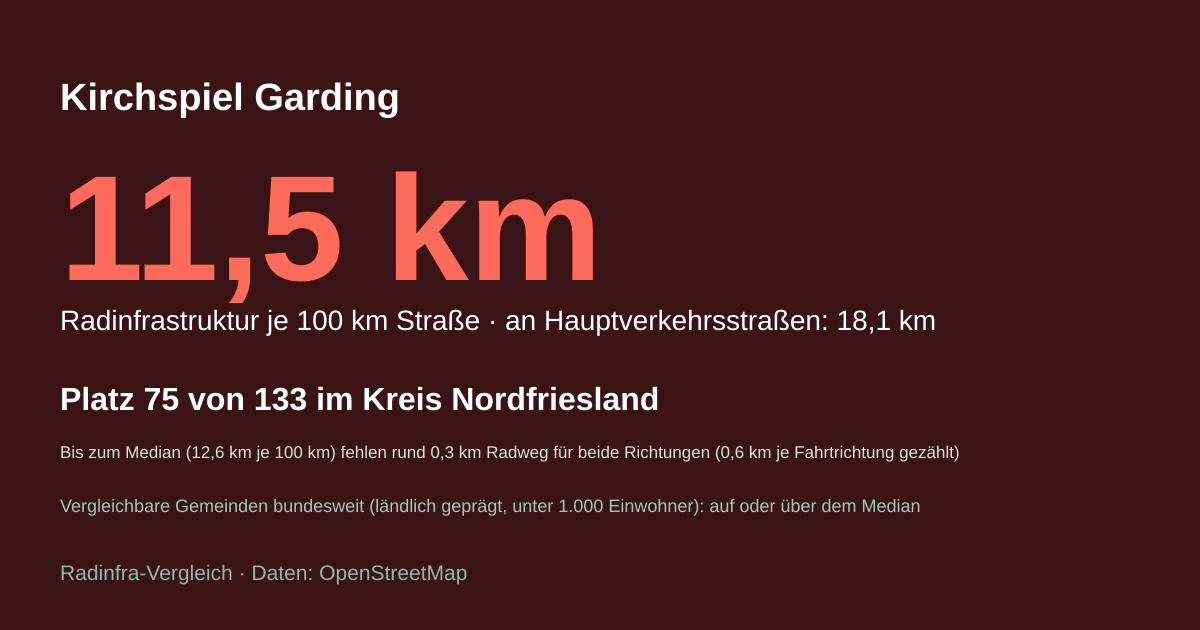 Kirchspiel Garding
11,5 km
Radinfrastruktur je 100 km Straße · an Hauptverkehrsstraßen: 18,1 km
Platz 75 von 133 im Kreis Nordfriesland
Bis zum Median (12,6 km je 100 km) fehlen rund 0,3 km Radweg für beide Richtungen (0,6 km je Fahrtrichtung gezählt)
Vergleichbare Gemeinden bundesweit (ländlich geprägt, unter 1.000 Einwohner): auf oder über dem Median
Radinfra-Vergleich · Daten: OpenStreetMap